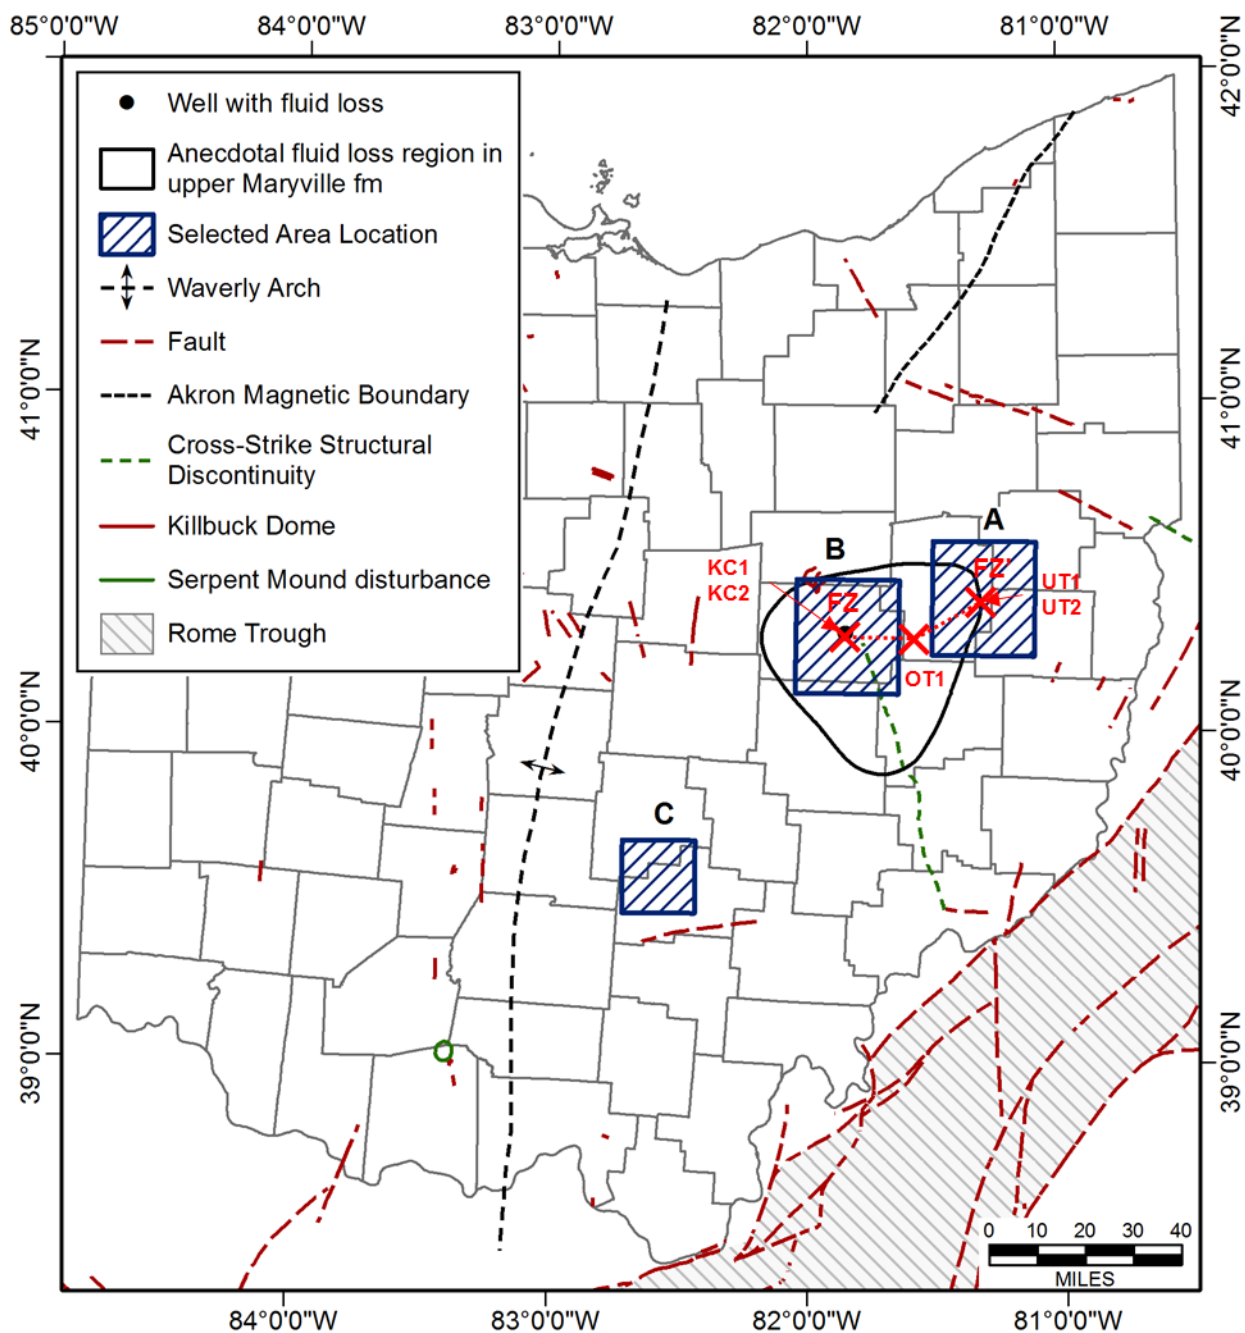 85°0'0"W
84°0'0"W
83°0'0"W
82°0'0"W
81°0'0"W
42°0'0"N
Well with fluid loss
Anecdotal fluid loss region in
upper Maryville fm
Selected Area Location
Waverly Arch
Fault
Akron Magnetic Boundary
Cross-Strike Structural
Discontinuity
Killbuck Dome
Serpent Mound disturbance
Rome Trough
41°0'0"N
41°0'0"N
A
B
KC1
KC2
FZ
FZ'
UT1
UT2
OT1
40°0'0"N
40°0'0"N
C
39°0'0"N
39°0'0"N
0 10 20 30 40
MILES
84°0'0"W
83°0'0"W
82°0'0"W
81°0'0"W